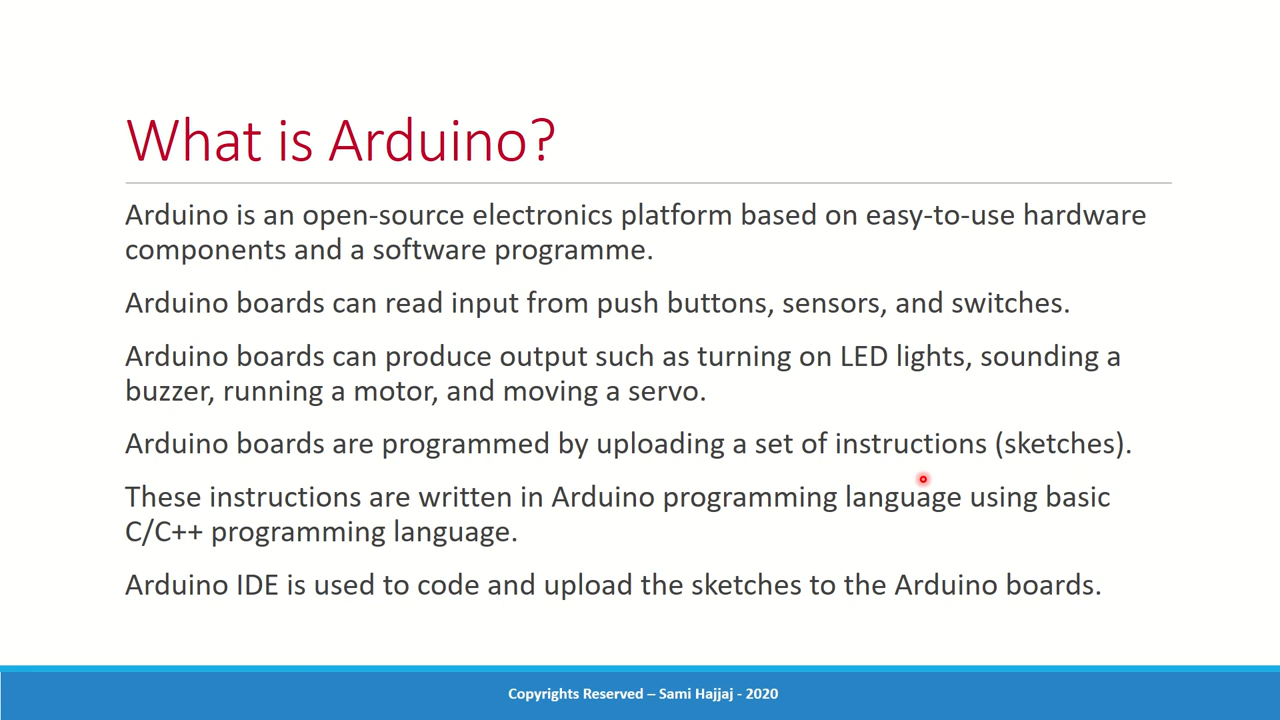 What is Arduino?
Arduino is an open-source electronics platform based on easy-to-use hardware
components and a software programme.
Arduino boards can read input from push buttons, sensors, and switches.
Arduino boards can produce output such as turning on LED lights, sounding a
buzzer, running a motor, and moving a servo.
Arduino boards are programmed by uploading a set of instructions (sketches).
These instructions are written in Arduino programming language using basic
C/C++ programming language.
Arduino IDE is used to code and upload the sketches to the Arduino boards.
Copyrights Reserved – Sami Hajjaj - 2020